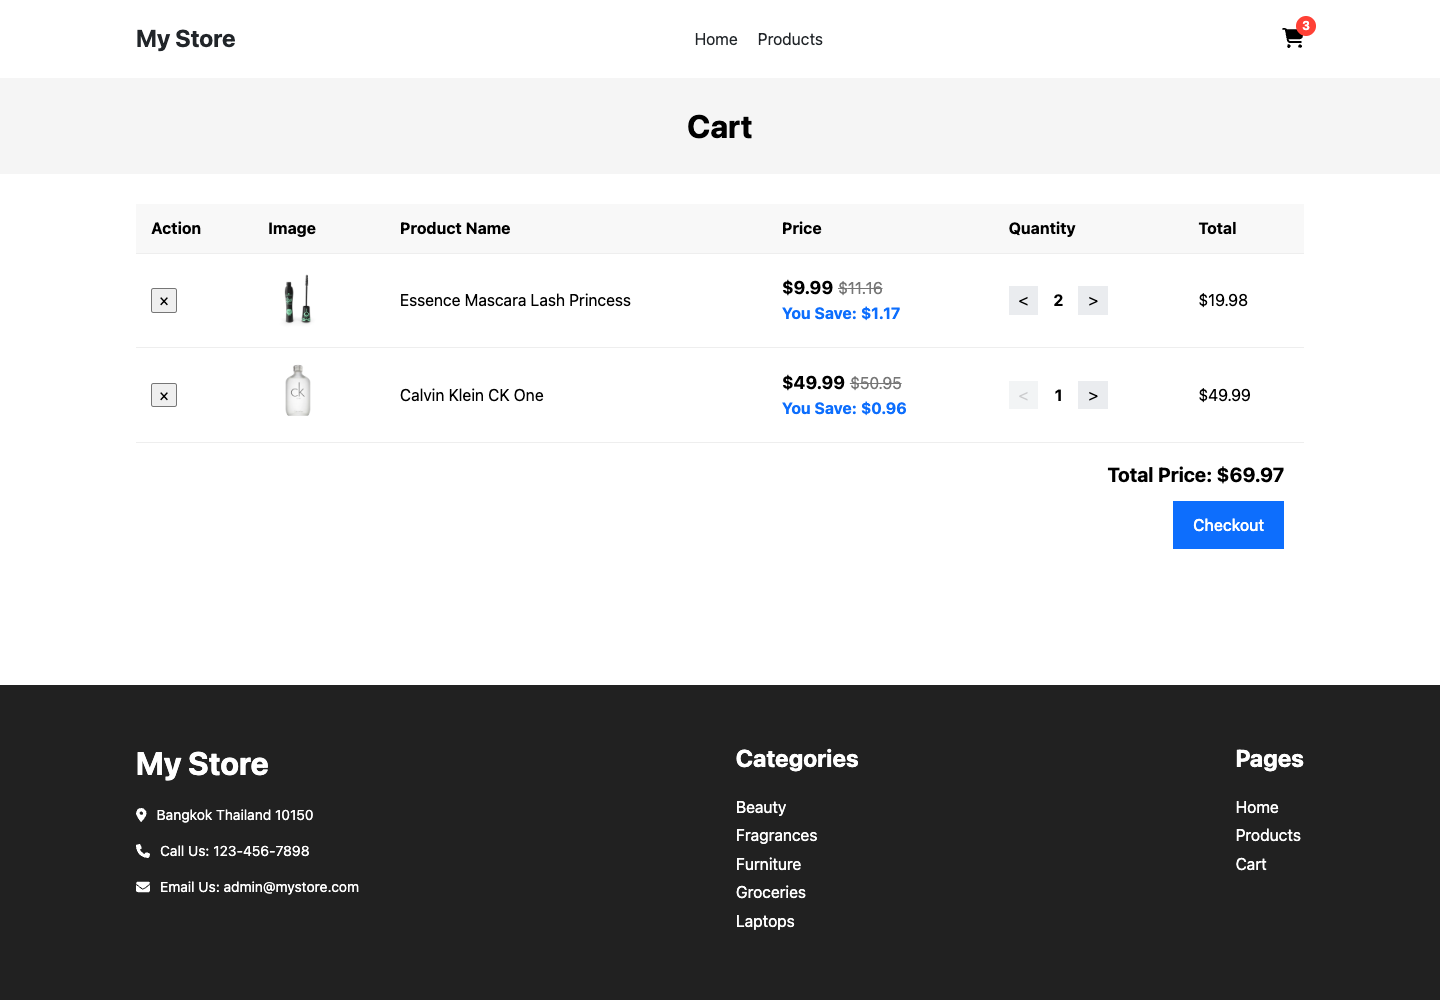 My Store
Home Products
3
Cart
Action Image Product Name Price Quantity Total
× Essence Mascara Lash Princess $9.99 $11.16 < 2 > $19.98
You Save: $1.17
× ck Calvin Klein CK One $49.99 $50.95 < 1 > $49.99
You Save: $0.96
Total Price: $69.97
Checkout
My Store
Bangkok Thailand 10150
Call Us: 123-456-7898
Email Us: admin@mystore.com
Categories
Beauty
Fragrances
Furniture
Groceries
Laptops
Pages
Home
Products
Cart